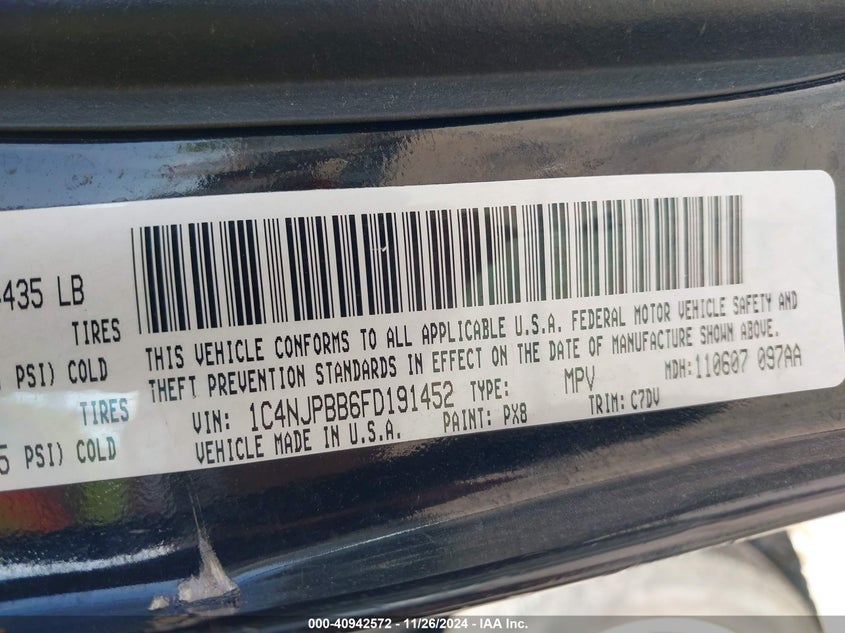 435 LB
TIRES
PSI) COLD
TIRES
5 PSI) COLD
THIS VEHICLE CONFORMS TO ALL APPLICABLE U.S.A. FEDERAL MOTOR VEHICLE SAFETY AND
THEFT PREVENTION STANDARDS IN EFFECT ON THE DATE OF MANUFACTURE SHOWN ABOVE.
VIN: 1C4NJPBB6FD191452 TYPE: MPV MDH:110607 097AA
VEHICLE MADE IN U.S.A. PAINT: PX8 TRIM: C7DV
000-40942572 | 11/26/2024 | © IAA Inc.